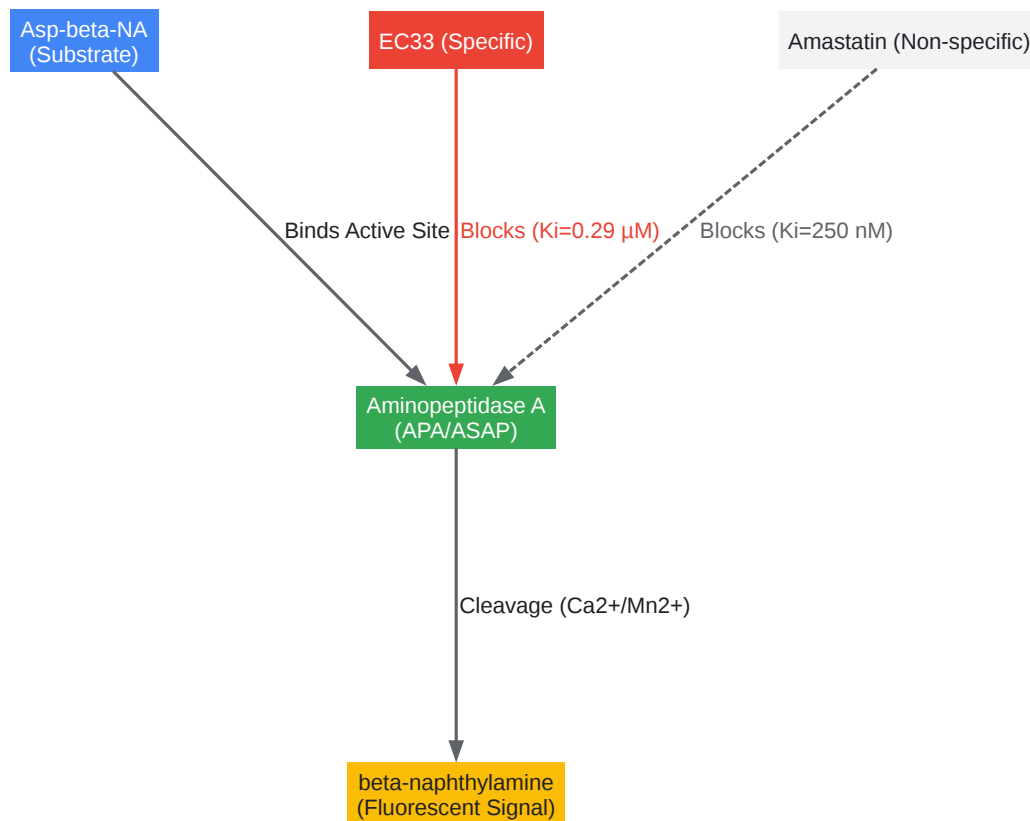 Asp-beta-NA
(Substrate)
EC33 (Specific)
Amastatin (Non-specific)
Binds Active Site
Blocks (Ki=0.29 µM)
Blocks (Ki=250 nM)
Aminopeptidase A
(APA/ASAP)
Cleavage (Ca2+/Mn2+)
beta-naphthylamine
(Fluorescent Signal)